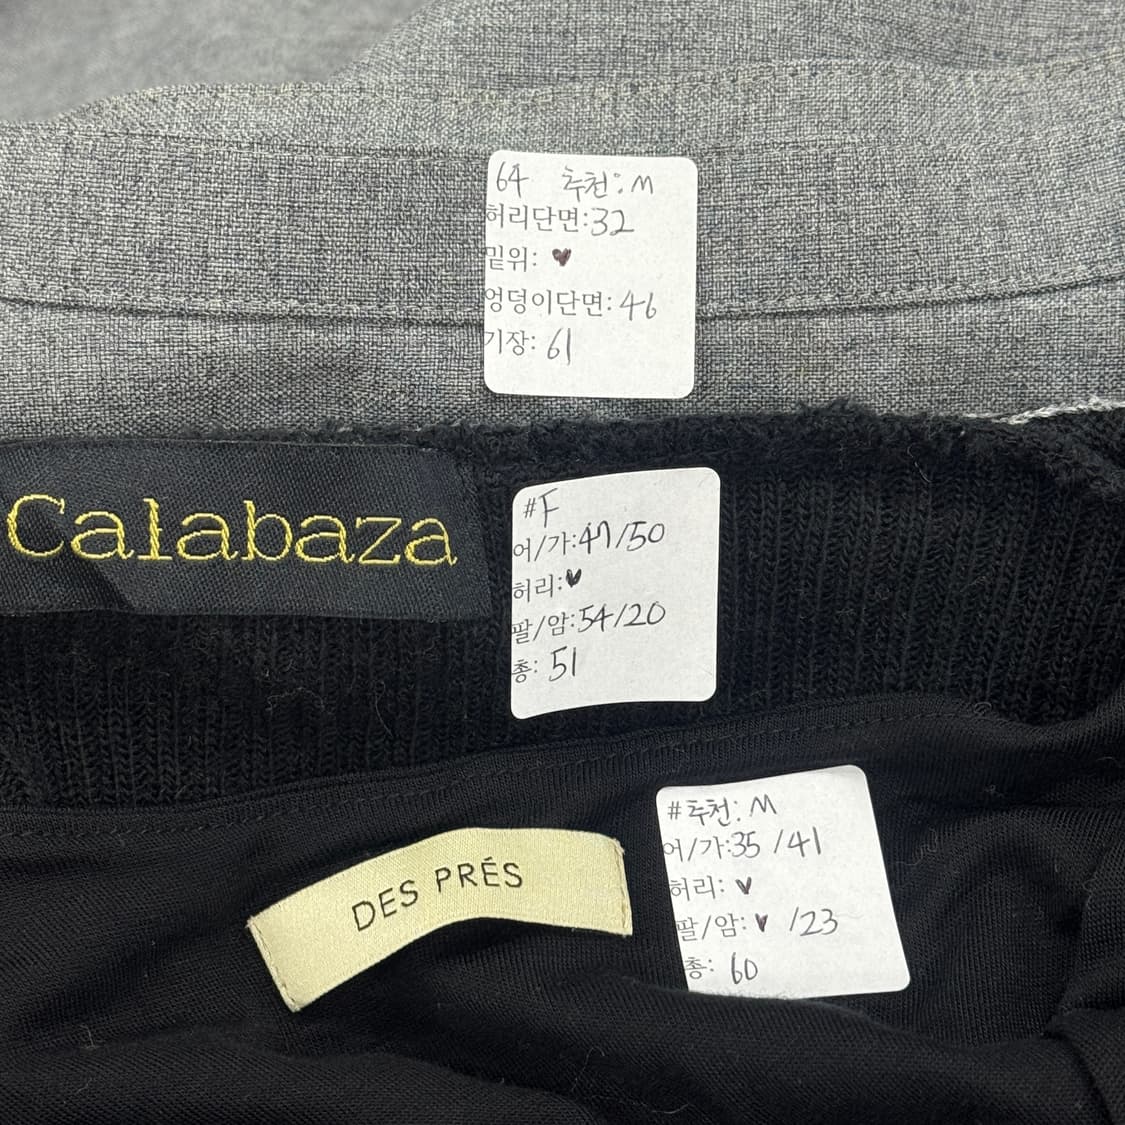 64 추천: M
허리단면:32
밑위: ♥
엉덩이단면: 46
기장: 61
Calabaza
#F
어/가:47/50
허리:♥
팔/암:54/20
총: 51
DES PRÉS
#추천: M
어/가:35 /41
허리: ♥
팔/암: ♥ /23
총: 60